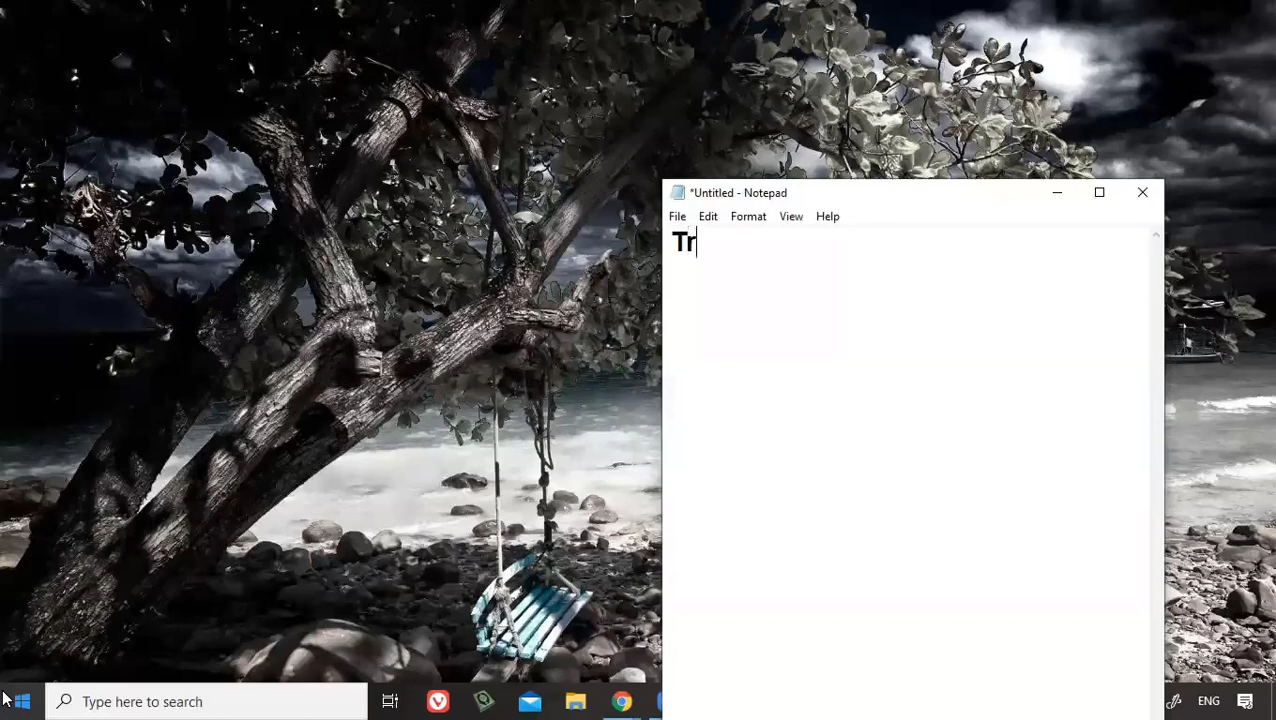 *Untitled - Notepad
File Edit Format View Help
Tr
Type here to search
ENG